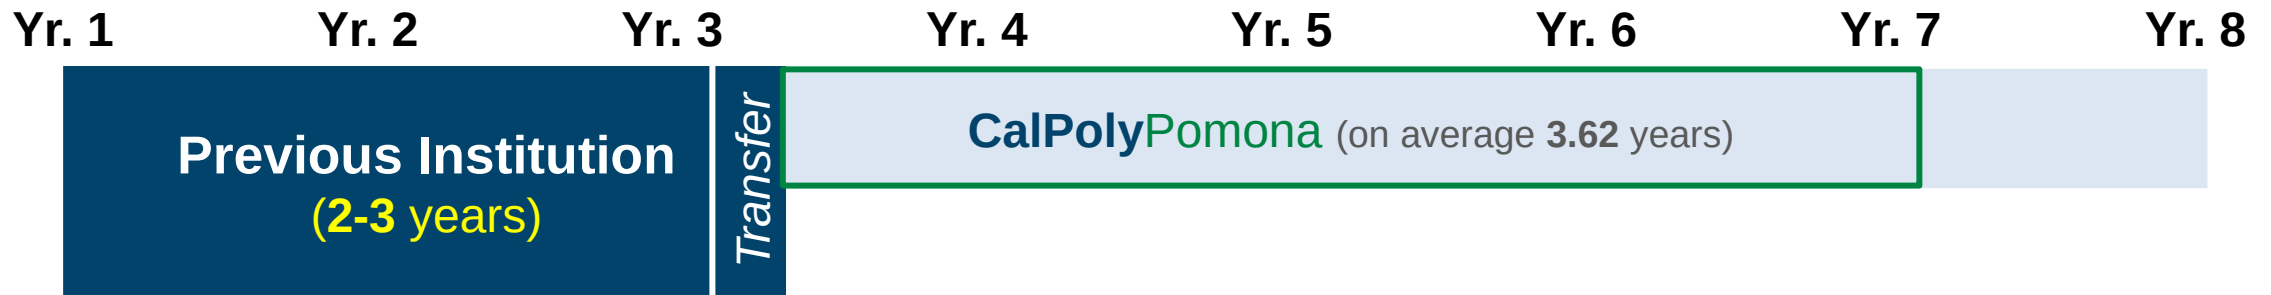 Yr. 1 Yr. 2 Yr. 3 Yr. 4 Yr. 5 Yr. 6 Yr. 7 Yr. 8
Previous Institution
(2-3 years)
Transfer
CalPolyPomona (on average 3.62 years)